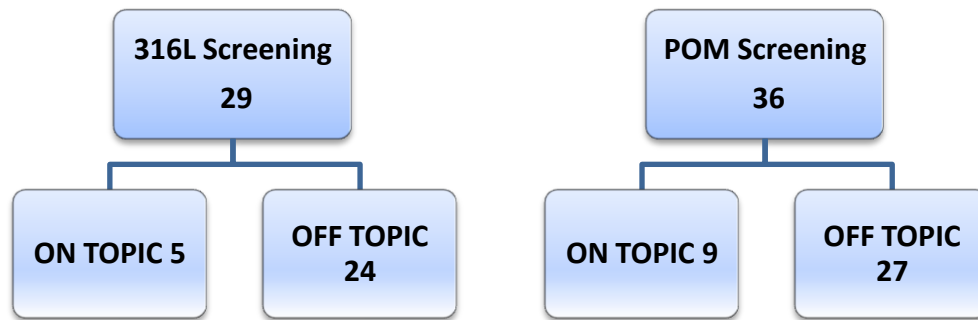 316L Screening
29
POM Screening
36
ON TOPIC 5
OFF TOPIC
24
ON TOPIC 9
OFF TOPIC
27